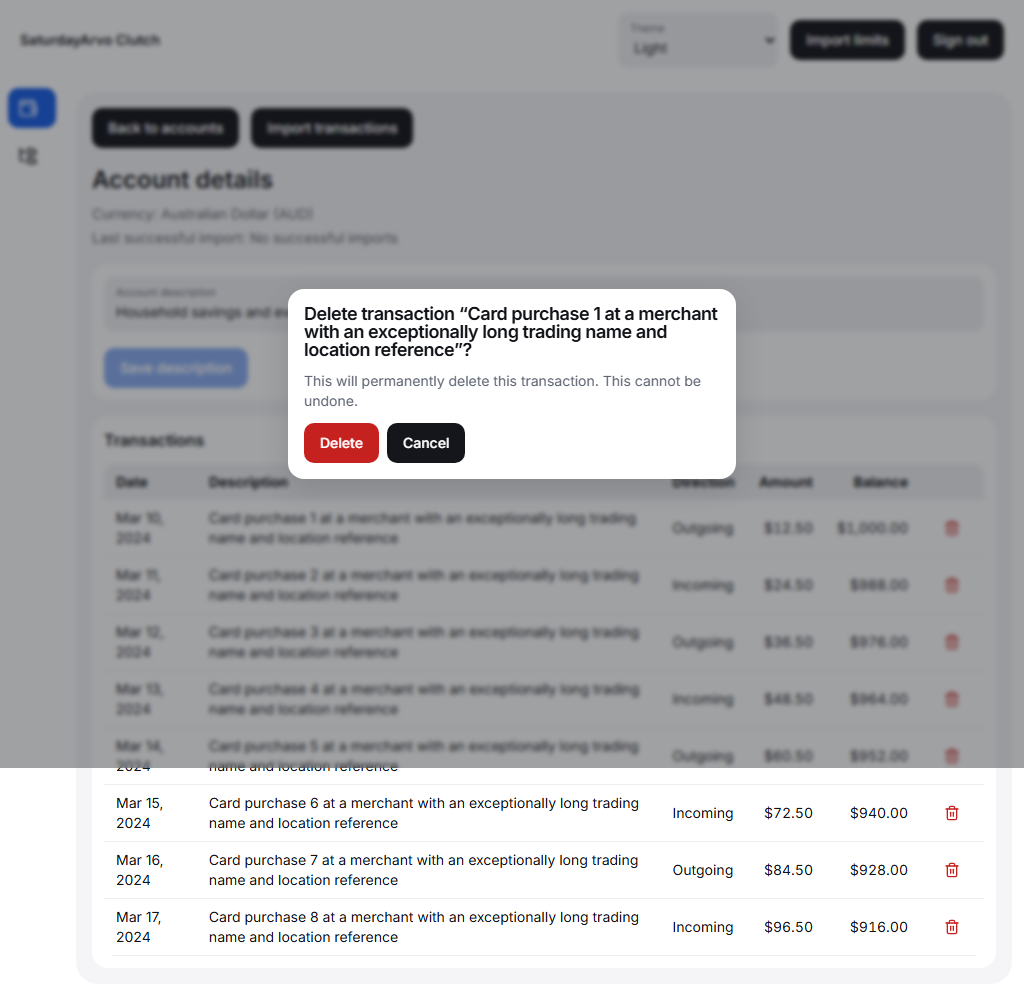 SaturdayArvo Clutch
Theme
Light
Import limits
Sign out
Back to accounts
Import transactions
Account details
Currency: Australian Dollar (AUD)
Last successful import: No successful imports
Account description
Household savings and
Save description
Delete transaction “Card purchase 1 at a merchant
with an exceptionally long trading name and
location reference”?
This will permanently delete this transaction. This cannot be
undone.
Delete
Cancel
Transactions
Date Description Direction Amount Balance
Mar 10, Card purchase 1 at a merchant with an exceptionally long trading
2024 name and location reference Outgoing $12.50 $1,000.00
Mar 11, Card purchase 2 at a merchant with an exceptionally long trading
2024 name and location reference Incoming $24.50 $988.00
Mar 12, Card purchase 3 at a merchant with an exceptionally long trading
2024 name and location reference Outgoing $36.50 $976.00
Mar 13, Card purchase 4 at a merchant with an exceptionally long trading
2024 name and location reference Incoming $48.50 $964.00
Mar 14, Card purchase 5 at a merchant with an exceptionally long trading
2024 name and location reference Outgoing $60.50 $952.00
Mar 15, Card purchase 6 at a merchant with an exceptionally long trading
2024 name and location reference Incoming $72.50 $940.00
Mar 16, Card purchase 7 at a merchant with an exceptionally long trading
2024 name and location reference Outgoing $84.50 $928.00
Mar 17, Card purchase 8 at a merchant with an exceptionally long trading
2024 name and location reference Incoming $96.50 $916.00